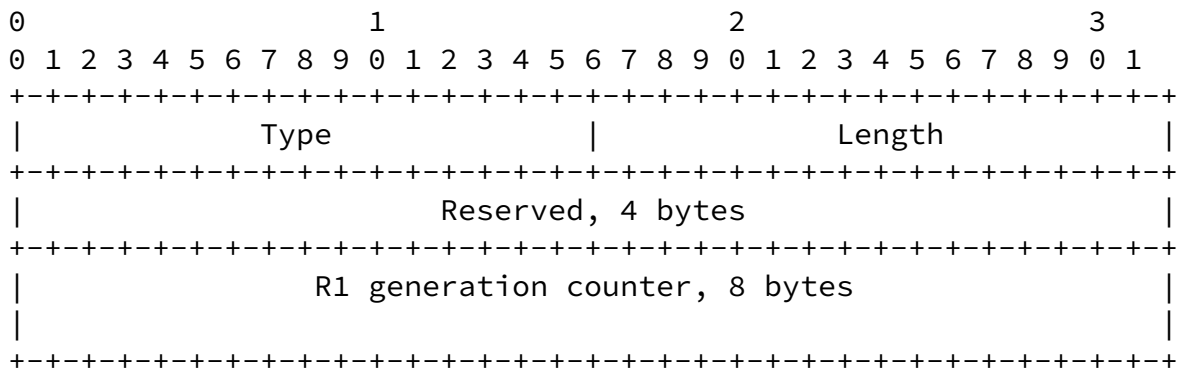 0                   1                   2                   3
0 1 2 3 4 5 6 7 8 9 0 1 2 3 4 5 6 7 8 9 0 1 2 3 4 5 6 7 8 9 0 1
+-+-+-+-+-+-+-+-+-+-+-+-+-+-+-+-+-+-+-+-+-+-+-+-+-+-+-+-+-+-+-+-+
|             Type              |             Length            |
+-+-+-+-+-+-+-+-+-+-+-+-+-+-+-+-+-+-+-+-+-+-+-+-+-+-+-+-+-+-+-+-+
|                       Reserved, 4 bytes                       |
+-+-+-+-+-+-+-+-+-+-+-+-+-+-+-+-+-+-+-+-+-+-+-+-+-+-+-+-+-+-+-+-+
|                R1 generation counter, 8 bytes                 |
|                                                               |
+-+-+-+-+-+-+-+-+-+-+-+-+-+-+-+-+-+-+-+-+-+-+-+-+-+-+-+-+-+-+-+-+